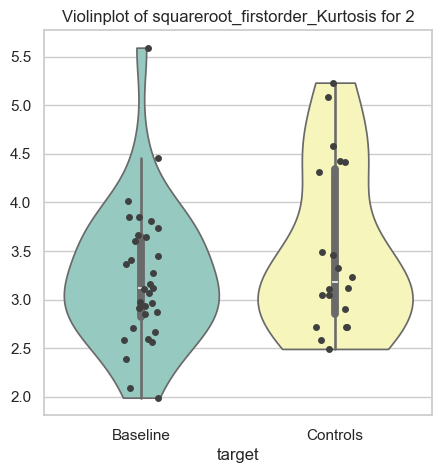 Violinplot of squareroot_firstorder_Kurtosis for 2
5.5
5.0
4.5
4.0
3.5
3.0
2.5
2.0
Baseline
Controls
target